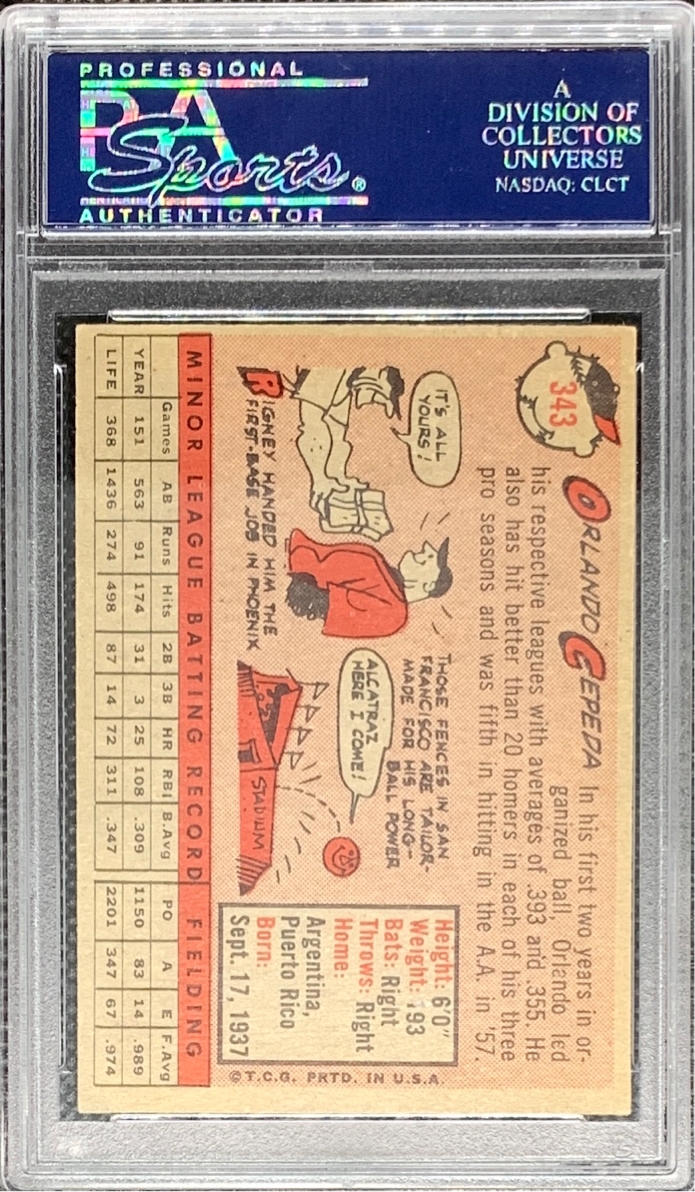 PROFESSIONAL
PSA
Sports®
AUTHENTICATOR
A
DIVISION OF
COLLECTORS
UNIVERSE
NASDAQ: CLCT
343
ORLANDO CEPEDA In his first two years in or-
ganized ball, Orlando led
his respective leagues with averages of .393 and .355. He
also has hit better than 20 homers in each of his three
pro seasons and was fifth in hitting in the A.A. in '57.
IT'S ALL
YOURS!
RIGNEY HANDED HIM THE
FIRST-BASE JOB IN PHOENIX
THOSE FENCES IN SAN
FRANCISCO ARE TAILOR-
MADE FOR HIS LONG-
BALL POWER
ALCATRAZ
HERE I COME!
STADIUM
Height: 6'0"
Weight: 193
Bats: Right
Throws: Right
Home:
Argentina,
Puerto Rico
Born:
Sept. 17, 1937
©T.C.G. PRTD. IN U.S.A.
MINOR LEAGUE BATTING RECORD FIELDING
Games AB Runs Hits 2B 3B HR RBI B.Avg PO A E F.Avg
YEAR 151 563 91 174 31 3 25 108 .309 1150 83 14 .989
LIFE 368 1436 274 498 87 14 72 311 .347 2201 347 67 .974